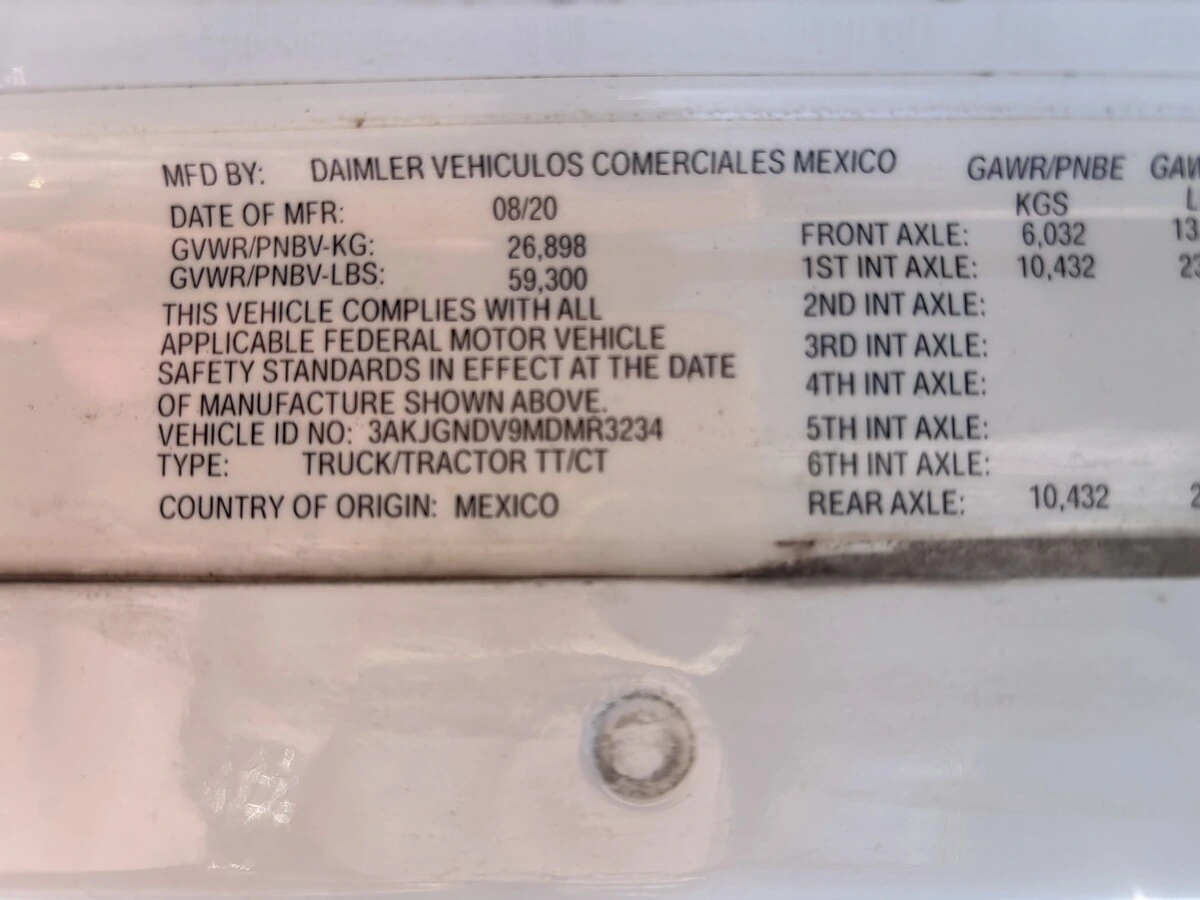 MFD BY: DAIMLER VEHICULOS COMERCIALES MEXICO
DATE OF MFR: 08/20
GVWR/PNBV-KG: 26,898
GVWR/PNBV-LBS: 59,300
THIS VEHICLE COMPLIES WITH ALL
APPLICABLE FEDERAL MOTOR VEHICLE
SAFETY STANDARDS IN EFFECT AT THE DATE
OF MANUFACTURE SHOWN ABOVE.
VEHICLE ID NO: 3AKJGNDV9MDMR3234
TYPE: TRUCK/TRACTOR TT/CT
COUNTRY OF ORIGIN: MEXICO
GAWR/PNBE
KGS
FRONT AXLE: 6,032
1ST INT AXLE: 10,432
2ND INT AXLE:
3RD INT AXLE:
4TH INT AXLE:
5TH INT AXLE:
6TH INT AXLE:
REAR AXLE: 10,432